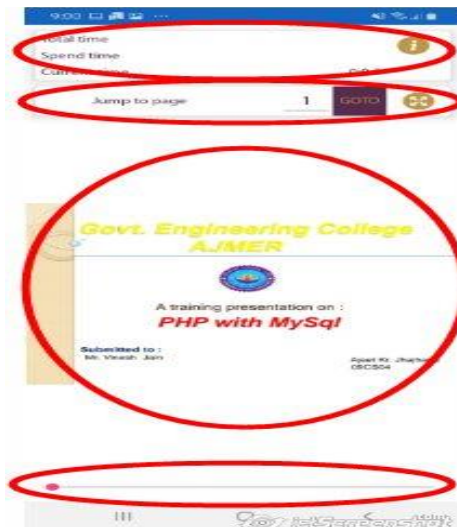 9:00
Total time
Spend time
Jump to page 1 GOTO
Govt. Engineering College
AJMER
A training presentation on :
PHP with MySql
Submitted to :
Mr. Vinesh Jain